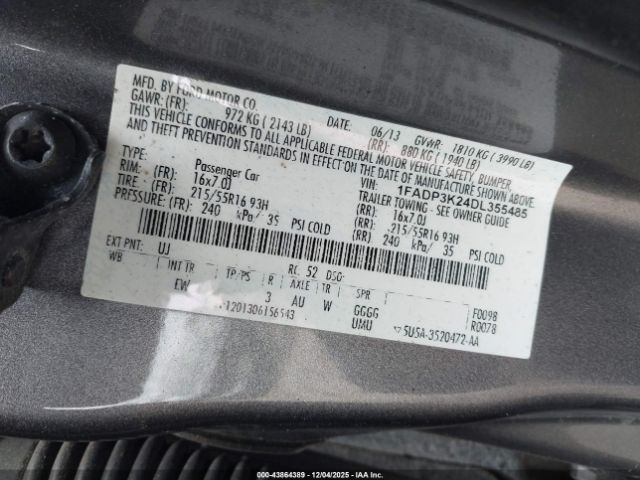 MFD. BY FORD MOTOR CO.
DATE: 06/13 GVWR: 1810 KG ( 3990 LB)
GAWR: (FR): 972 KG ( 2143 LB) (RR): 880 KG ( 1940 LB)
THIS VEHICLE CONFORMS TO ALL APPLICABLE FEDERAL MOTOR VEHICLE SAFETY, BUMPER,
AND THEFT PREVENTION STANDARDS IN EFFECT ON THE DATE OF MANUFACTURE SHOWN ABOVE.
VIN: 1FADP3K24DL355485
TYPE: Passenger Car TRAILER TOWING - SEE OWNER GUIDE
RIM: (FR): 16x7.0J (RR): 16x7.0J
TIRE (FR): 215/55R16 93H (RR): 215/55R16 93H
PRESSURE: (FR): 240 kPa/ 35 PSI COLD (RR): 240 kPa/ 35 PSI COLD
EXT PNT: UJ RC: 52 DSO:
WB INT TR TP/PS R AXLE TR SPR
EW 3 AU W GGGG F0098
UMU R0078
1201306156543 5U5A-3520472-AA
000-43864389 - 12/04/2025 - IAA.